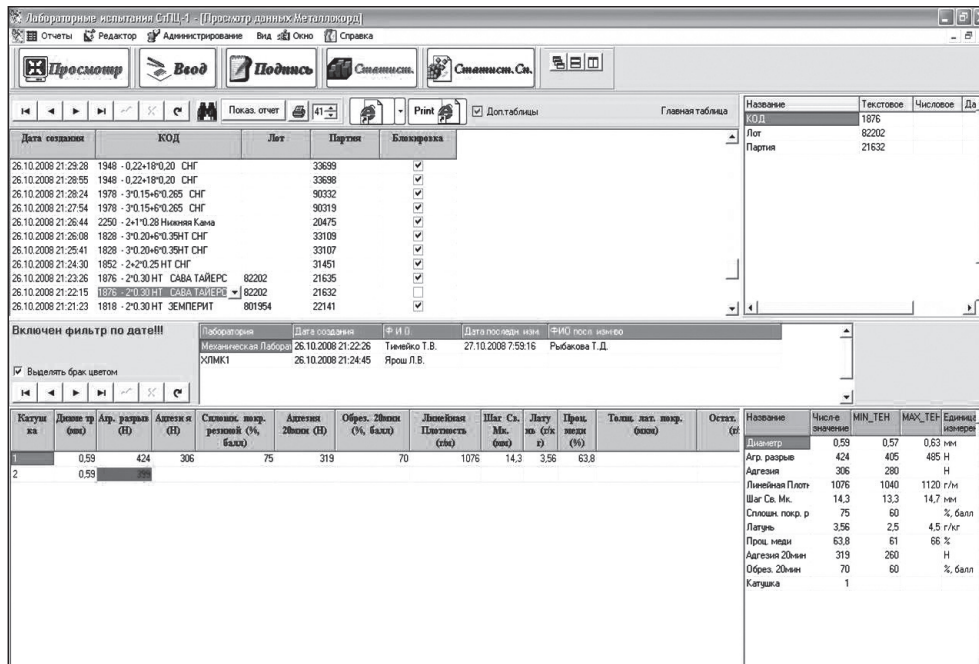 Лабораторные испытания СтПЦ-1 - [Просмотр данных Металлокорд]
Отчеты Редактор Администрирование Вид Окно Справка
Просмотр Ввод Подпись Статист. Статист. Сн.
Показ. отчет 41 Print Доп.таблицы Главная таблица
Дата создания КОД Лот Партия Блокировка
26.10.2008 21:29:28 1948 - 0,22+18*0,20 СНГ 33699
26.10.2008 21:28:55 1948 - 0,22+18*0,20 СНГ 33698
26.10.2008 21:28:24 1978 - 3*0.15+6*0.265 СНГ 90332
26.10.2008 21:27:54 1978 - 3*0.15+6*0.265 СНГ 90319
26.10.2008 21:26:44 2250 - 2+1*0.28 Нижняя Кама 20475
26.10.2008 21:26:08 1828 - 3*0.20+6*0.35НТ СНГ 33109
26.10.2008 21:25:41 1828 - 3*0.20+6*0.35НТ СНГ 33107
26.10.2008 21:24:30 1852 - 2+2*0.25 НТ СНГ 31451
26.10.2008 21:23:26 1876 - 2*0.30 НТ САВА ТАЙЕРС 82202 21635
26.10.2008 21:22:15 1876 - 2*0.30 НТ САВА ТАЙЕРС 82202 21632
26.10.2008 21:21:23 1818 - 2*0.30 НТ ЗЕМПЕРИТ 801954 22141
Название Текстовое Числовое Да
КОД 1876
Лот 82202
Партия 21632
Включен фильтр по дате!!!
Выделять брак цветом
Лаборатория Дата создания Ф.И.О. Дата последн. изм. ФИО посл. измен-го
Механическая Лаборат 26.10.2008 21:22:26 Тимейко Т.В. 27.10.2008 7:59:16 Рыбакова Т.Д.
ХЛМК1 26.10.2008 21:24:45 Ярош Л.В.
Катушка Диаметр (мм) Агр. разрыв (Н) Адгезия (Н) Сплошн. покр. резиной (%, балл) Адгезия 20мин (Н) Обрез. 20мин (%, балл) Линейная Плотность (г/м) Шаг Св. Мк. (мм) Латунь (г/кг) Проц. меди (%) Толщ. лат. покр. (мкм) Остат.
1 0,59 424 306 75 319 70 1076 14,3 3,56 63,8
2 0,59
Название Числ-е значение MIN_TEH MAX_TEH Единица измере
Диаметр 0,59 0,57 0,63 мм
Агр. разрыв 424 405 485 Н
Адгезия 306 280 Н
Линейная Плотн 1076 1040 1120 г/м
Шаг Св. Мк. 14,3 13,3 14,7 мм
Сплошн. покр. р 75 60 %, балл
Латунь 3,56 2,5 4,5 г/кг
Проц. меди 63,8 61 66 %
Адгезия 20мин 319 260 Н
Обрез. 20мин 70 60 %, балл
Катушка 1